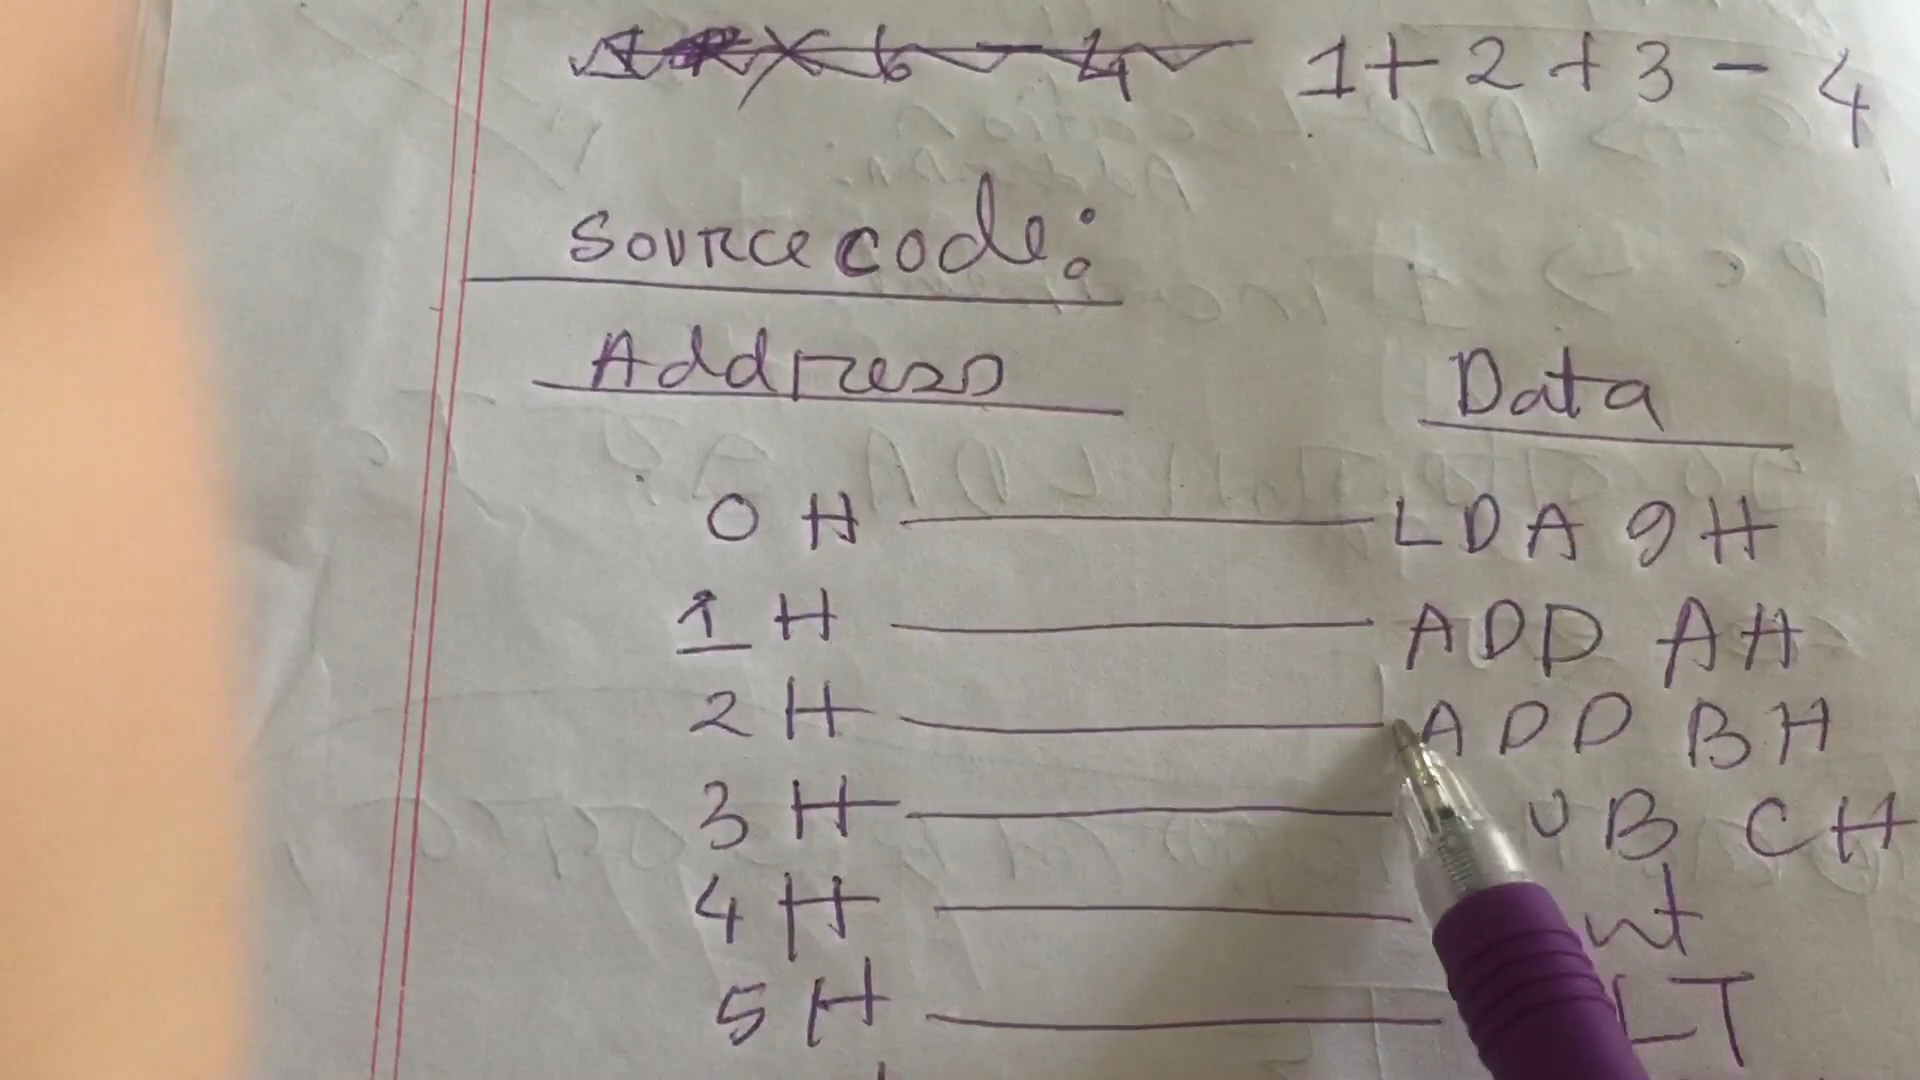 1 + 2 + 3 - 4
Source code:
Address Data
0 H LDA 9H
1 H ADD AH
2 H ADD BH
3 H UB CH
4 H
5 H LT